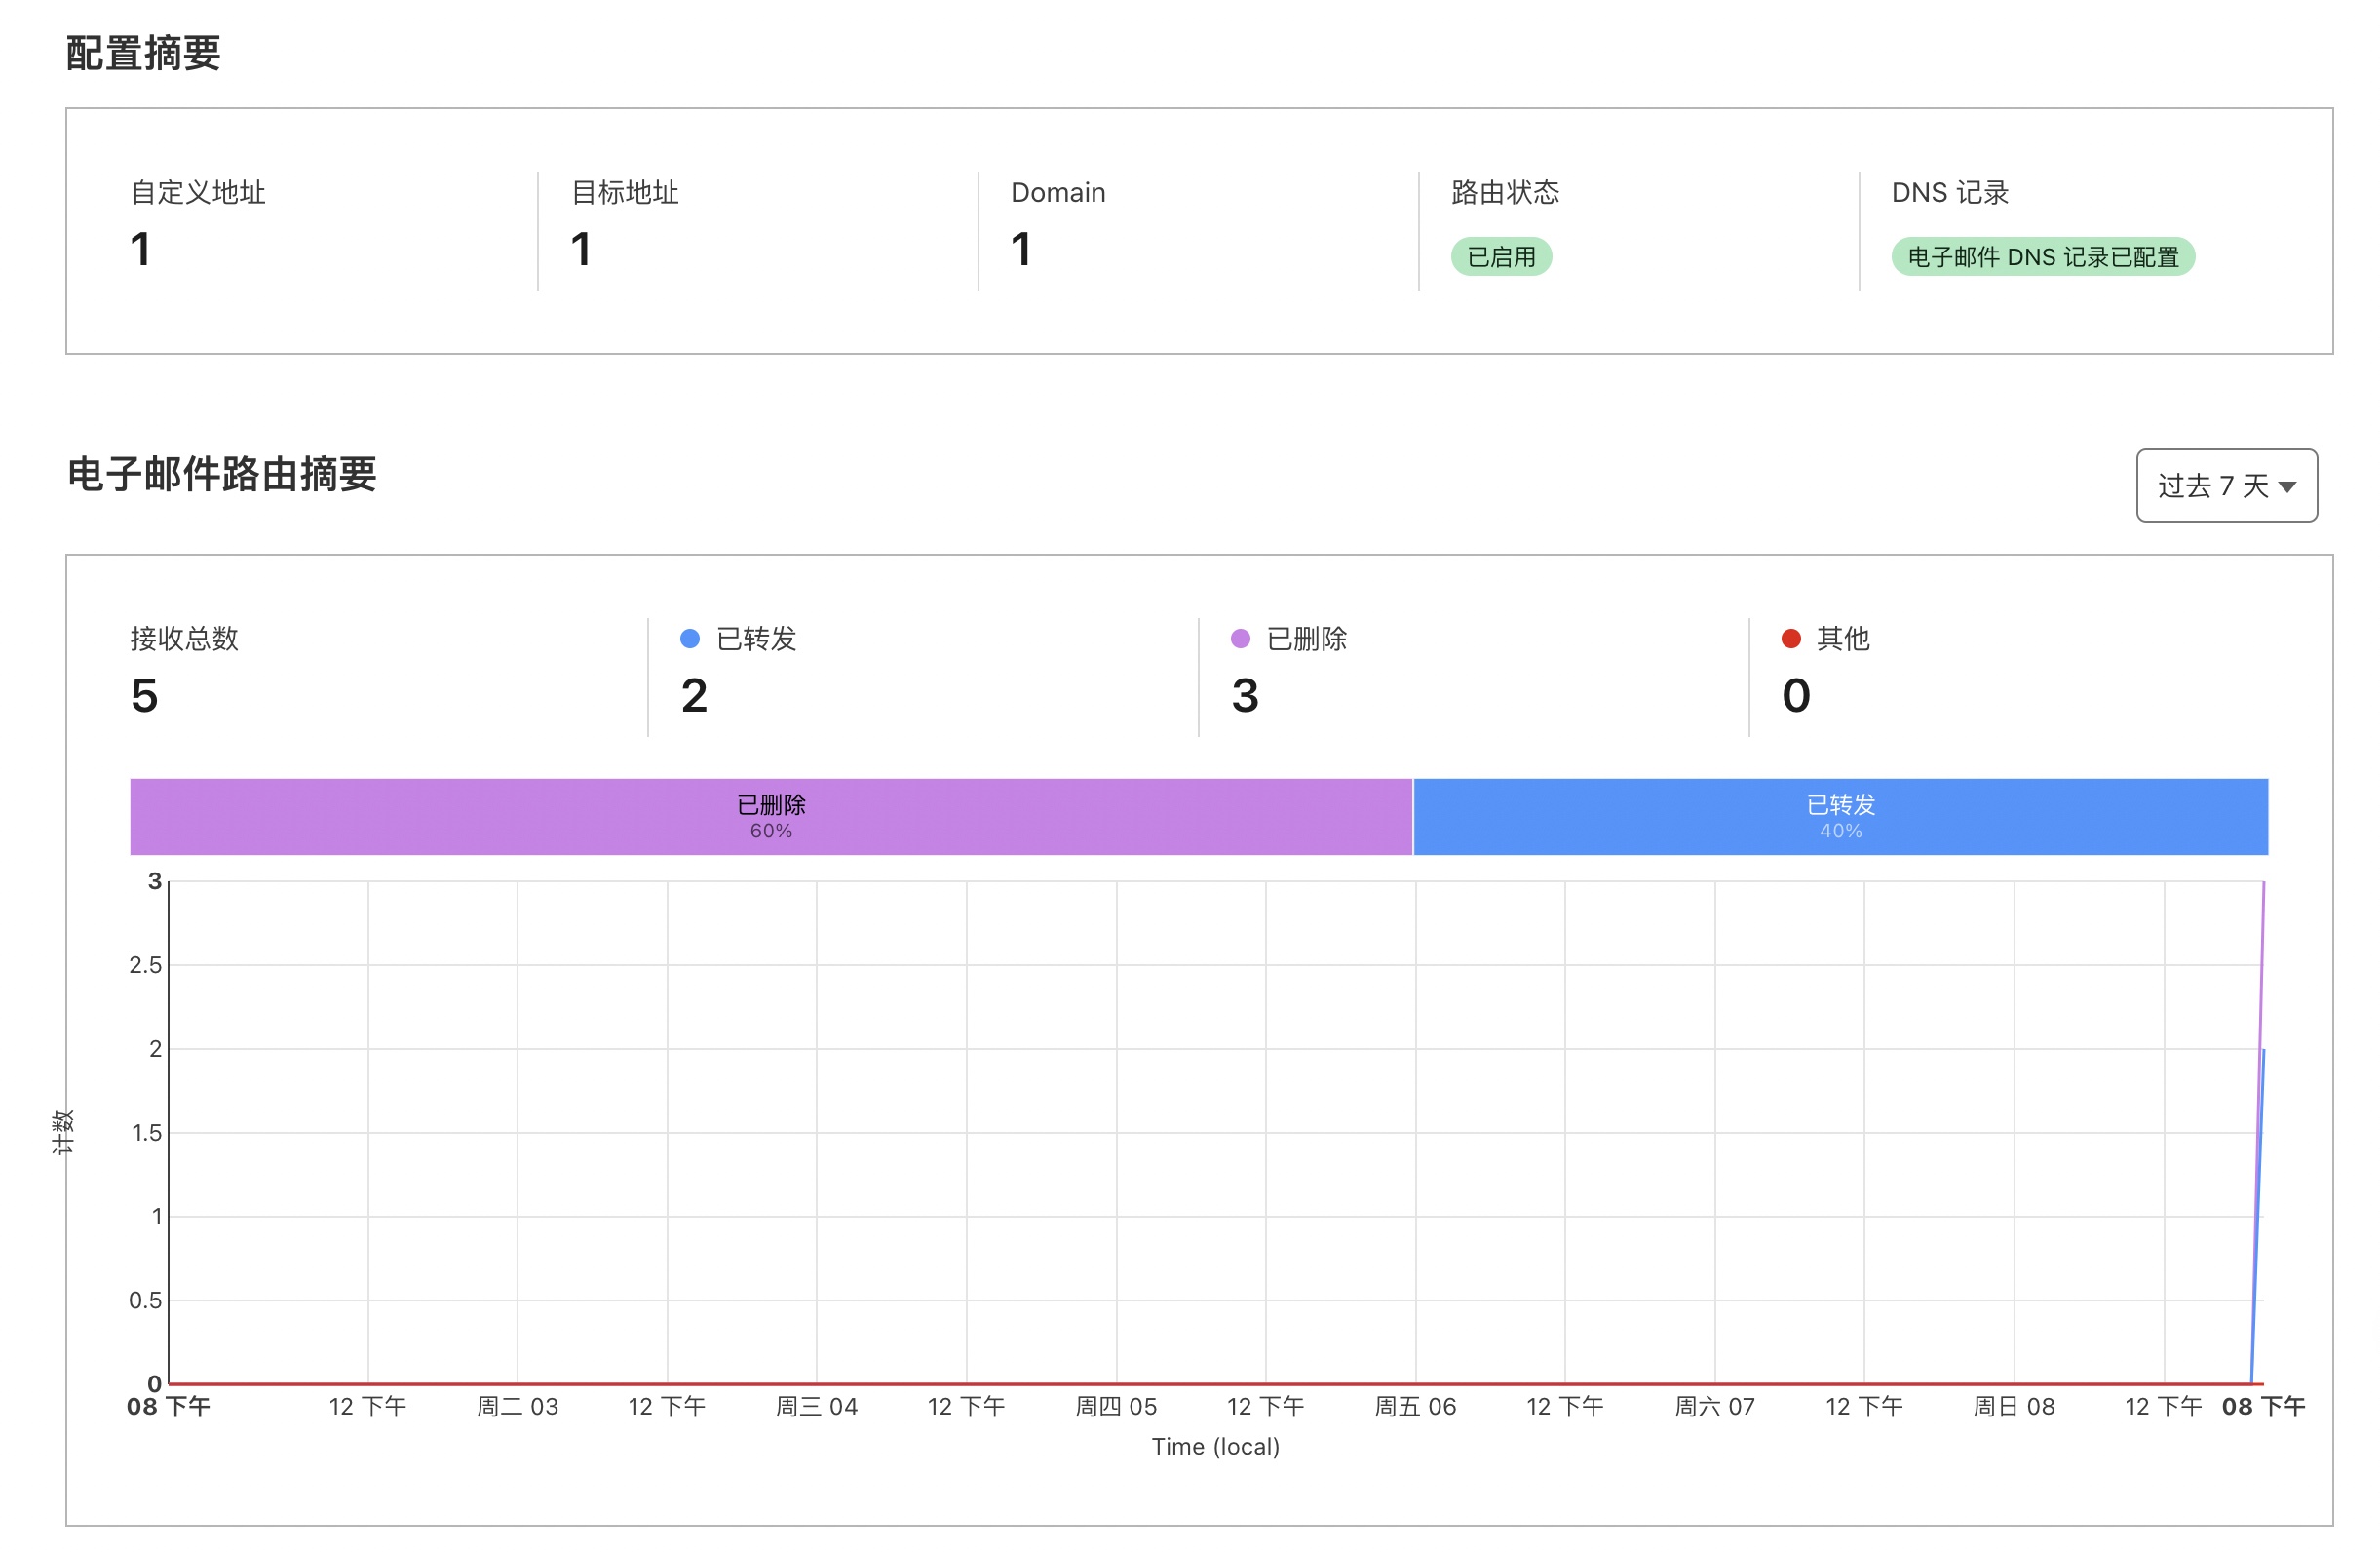 配置摘要
自定义地址
1
目标地址
1
Domain
1
路由状态
已启用
DNS 记录
电子邮件 DNS 记录已配置
电子邮件路由摘要
过去 7 天
接收总数
5
已转发
2
已删除
3
其他
0
已删除
60%
已转发
40%
3
2.5
2
1.5
1
0.5
0
计数
08 下午 12 下午 周二 03 12 下午 周三 04 12 下午 周四 05 12 下午 周五 06 12 下午 周六 07 12 下午 周日 08 12 下午 08 下午
Time (local)